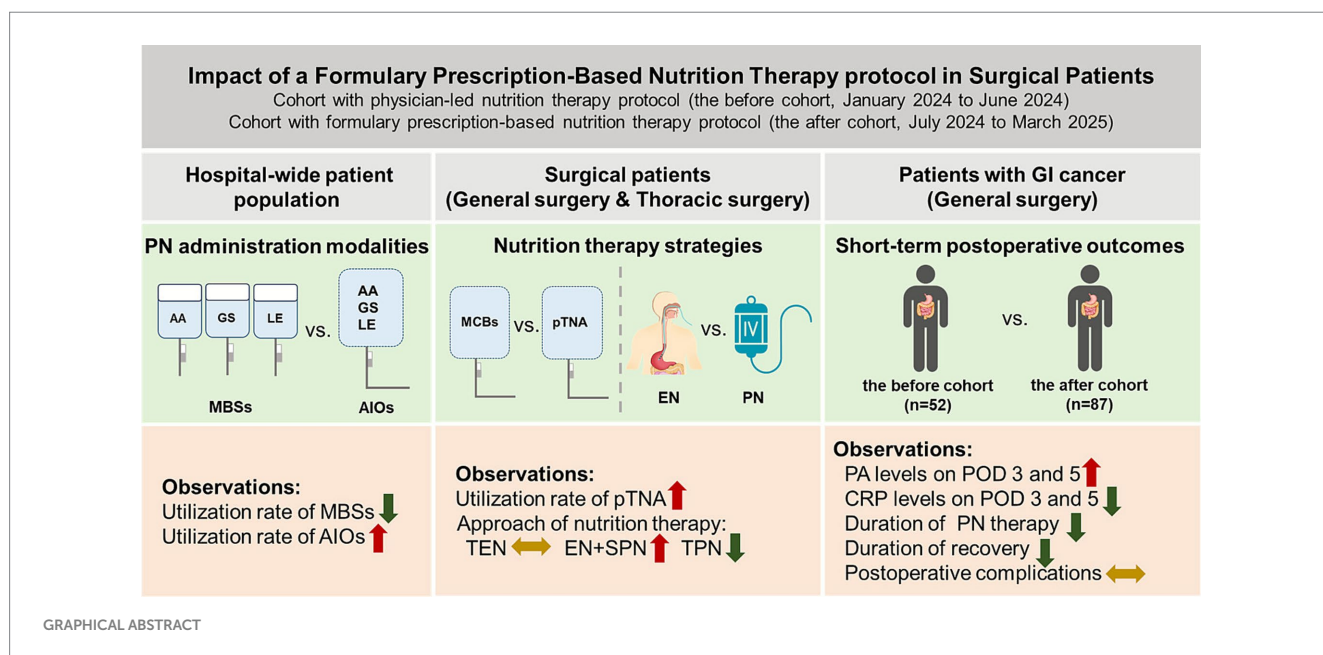 Impact of a Formulary Prescription-Based Nutrition Therapy protocol in Surgical Patients
Cohort with physician-led nutrition therapy protocol (the before cohort, January 2024 to June 2024)
Cohort with formulary prescription-based nutrition therapy protocol (the after cohort, July 2024 to March 2025)
Hospital-wide patient
population
PN administration modalities
AA
GS
LE
vs.
AA
GS
LE
MBSs
AIOs
Observations:
Utilization rate of MBSs
Utilization rate of AIOs
Surgical patients
(General surgery & Thoracic surgery)
Nutrition therapy strategies
MCBs
vs.
pTNA
vs.
IV
EN
PN
Observations:
Utilization rate of pTNA
Approach of nutrition therapy:
TEN EN+SPN TPN
Patients with GI cancer
(General surgery)
Short-term postoperative outcomes
vs.
the before cohort
(n=52)
the after cohort
(n=87)
Observations:
PA levels on POD 3 and 5
CRP levels on POD 3 and 5
Duration of PN therapy
Duration of recovery
Postoperative complications
GRAPHICAL ABSTRACT